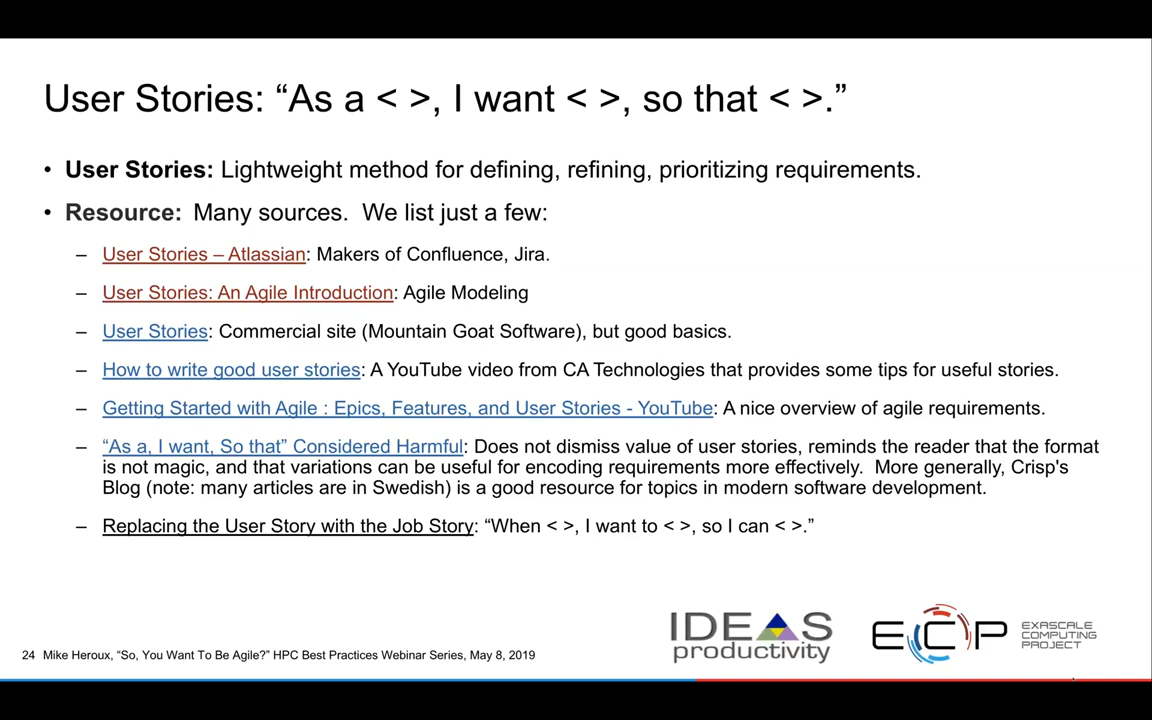 User Stories: “As a < >, I want < >, so that < >.”
• User Stories: Lightweight method for defining, refining, prioritizing requirements.
• Resource: Many sources. We list just a few:
– User Stories – Atlassian: Makers of Confluence, Jira.
– User Stories: An Agile Introduction: Agile Modeling
– User Stories: Commercial site (Mountain Goat Software), but good basics.
– How to write good user stories: A YouTube video from CA Technologies that provides some tips for useful stories.
– Getting Started with Agile : Epics, Features, and User Stories - YouTube: A nice overview of agile requirements.
– “As a, I want, So that” Considered Harmful: Does not dismiss value of user stories, reminds the reader that the format
is not magic, and that variations can be useful for encoding requirements more effectively. More generally, Crisp's
Blog (note: many articles are in Swedish) is a good resource for topics in modern software development.
– Replacing the User Story with the Job Story: “When < >, I want to < >, so I can < >.”
IDEAS
productivity
ECP
EXASCALE
COMPUTING
PROJECT
24 Mike Heroux, “So, You Want To Be Agile?” HPC Best Practices Webinar Series, May 8, 2019